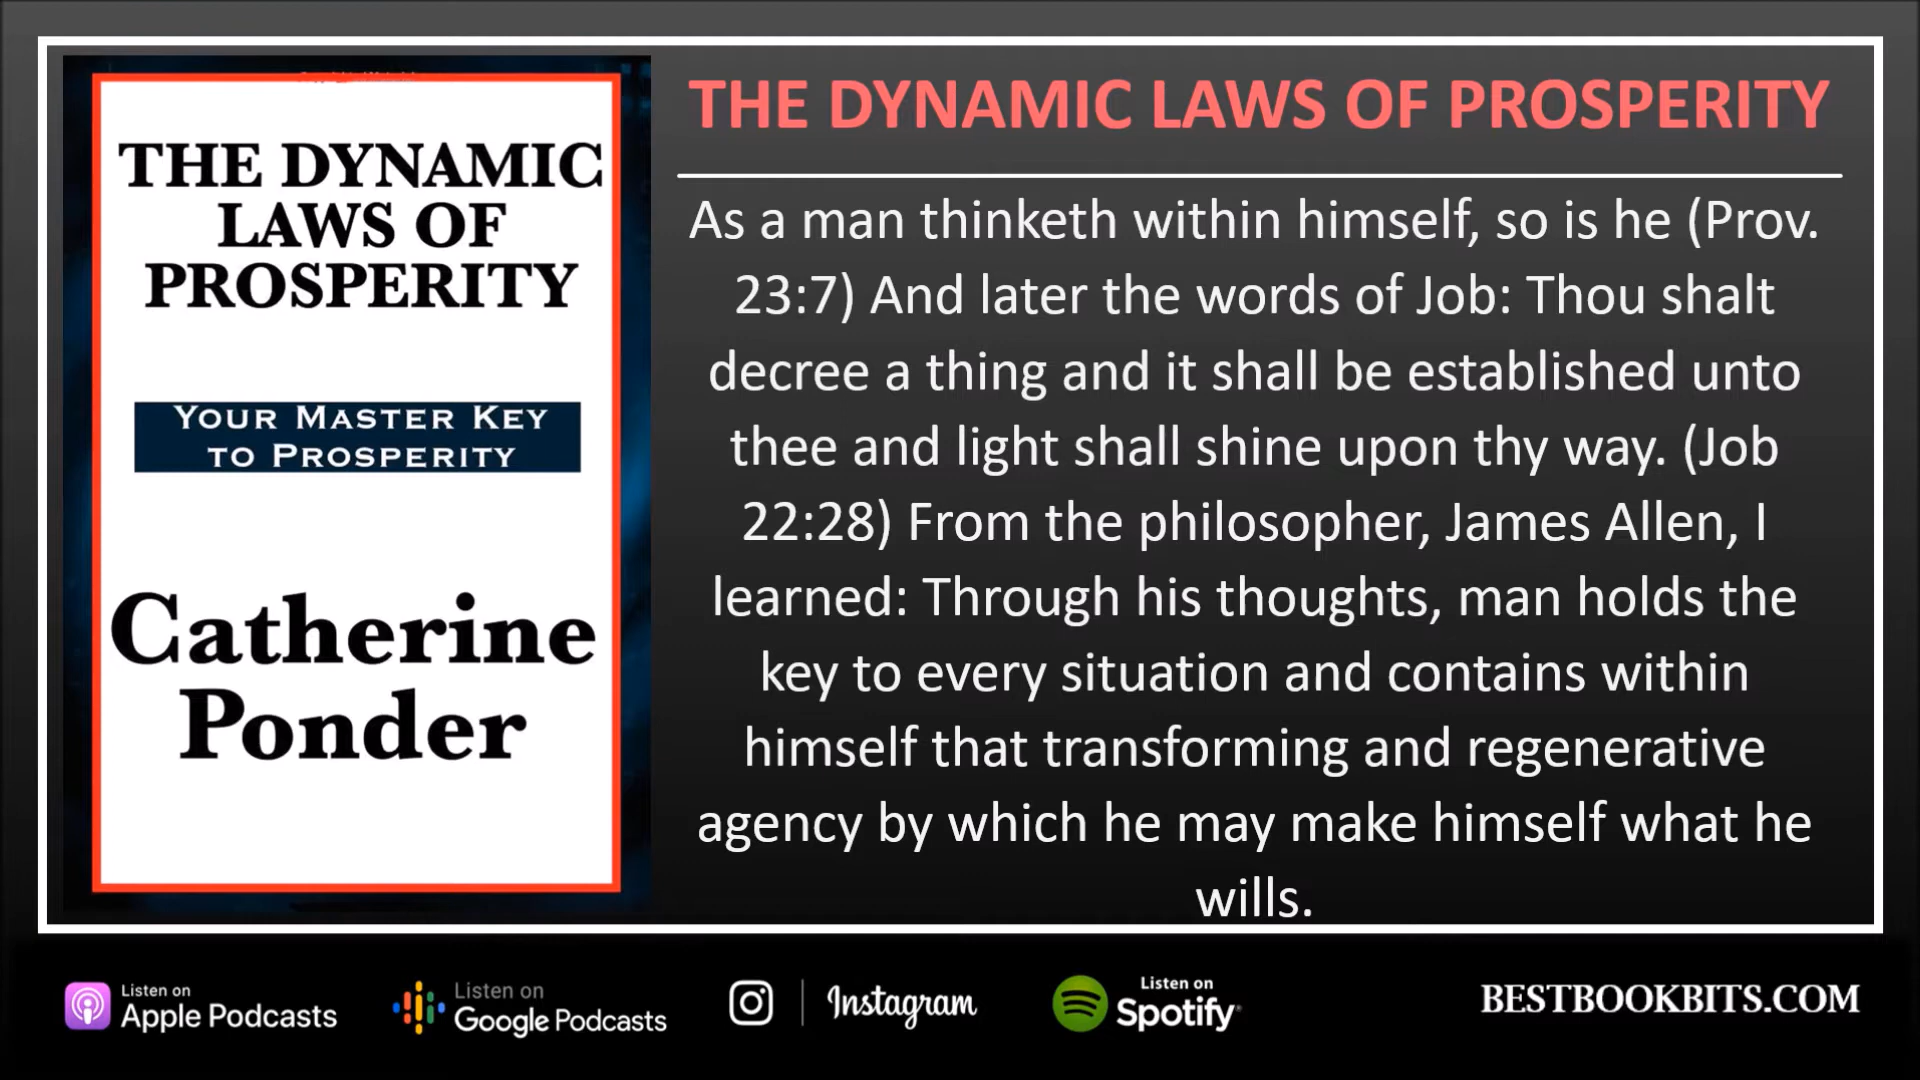 THE DYNAMIC
LAWS OF
PROSPERITY
YOUR MASTER KEY
TO PROSPERITY
Catherine
Ponder
THE DYNAMIC LAWS OF PROSPERITY
As a man thinketh within himself, so is he (Prov.
23:7) And later the words of Job: Thou shalt
decree a thing and it shall be established unto
thee and light shall shine upon thy way. (Job
22:28) From the philosopher, James Allen, I
learned: Through his thoughts, man holds the
key to every situation and contains within
himself that transforming and regenerative
agency by which he may make himself what he
wills.
Listen on
Apple Podcasts
Listen on
Google Podcasts
Instagram
Listen on
Spotify
BESTBOOKBITS.COM